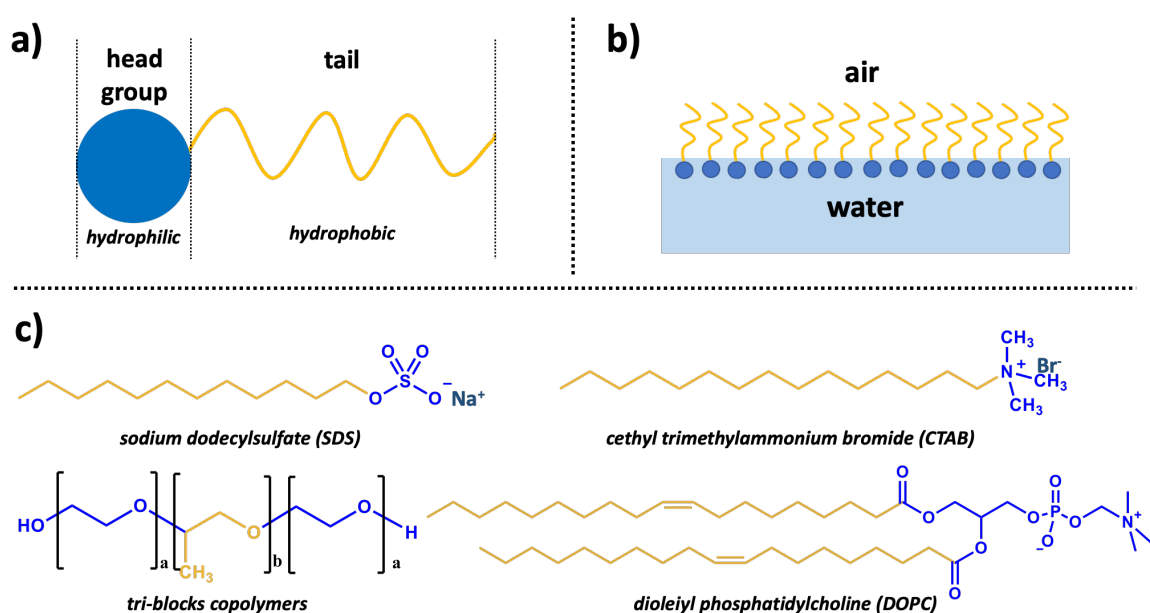 a)
head
group
tail
hydrophilic
hydrophobic
b)
air
water
c)
O
O
S
O
O
−
Na⁺
sodium dodecylsulfate (SDS)
CH₃
N
+
Br⁻
CH₃
CH₃
cethyl trimethylammonium bromide (CTAB)
HO
O
a
O
b
CH₃
O
H
a
tri-blocks copolymers
O
O
O
O
O
P
O
O
−
N
+
dioleiyl phosphatidylcholine (DOPC)